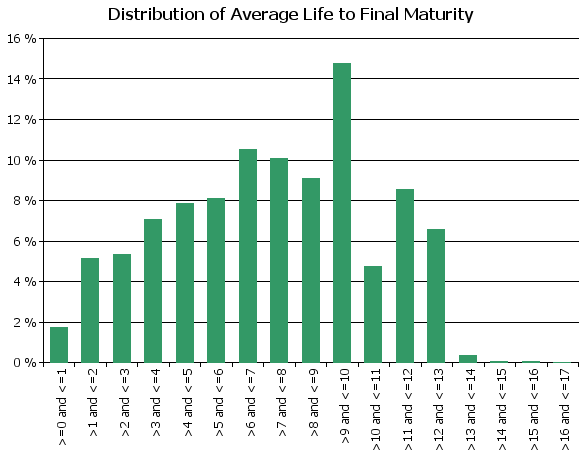 Distribution of Average Life to Final Maturity
16 %
14 %
12 %
10 %
8 %
6 %
4 %
2 %
0 %
>=0 and <=1
>1 and <=2
>2 and <=3
>3 and <=4
>4 and <=5
>5 and <=6
>6 and <=7
>7 and <=8
>8 and <=9
>9 and <=10
>10 and <=11
>11 and <=12
>12 and <=13
>13 and <=14
>14 and <=15
>15 and <=16
>16 and <=17